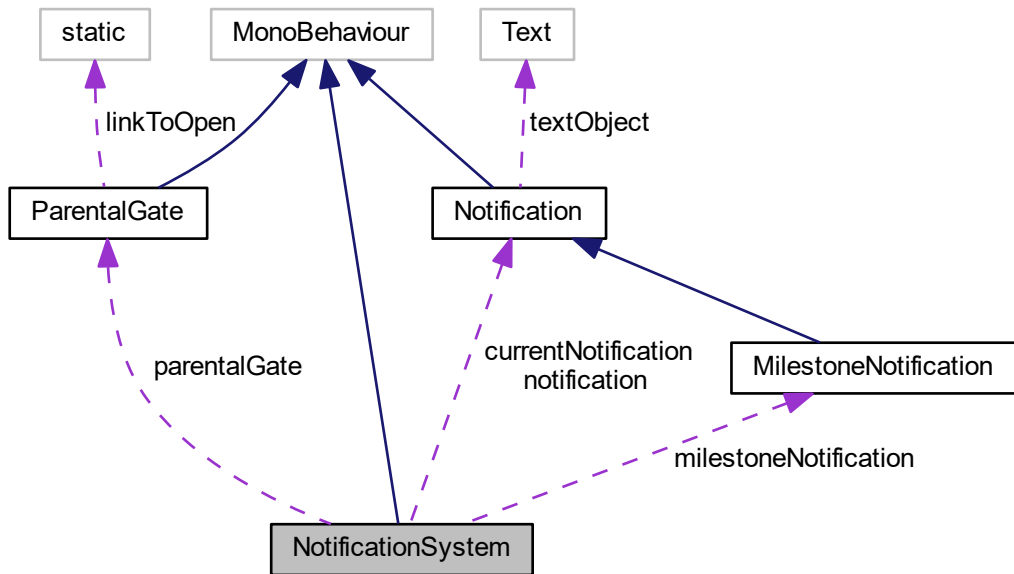 static
MonoBehaviour
Text
linkToOpen
textObject
ParentalGate
Notification
parentalGate
currentNotification
notification
MilestoneNotification
milestoneNotification
NotificationSystem